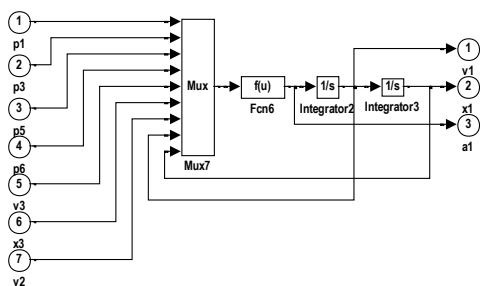 1
p1
2
p3
3
p5
4
p6
5
v3
6
x3
7
v2
Mux
Mux7
f(u)
Fcn6
1/s
Integrator2
1/s
Integrator3
1
v1
2
x1
3
a1